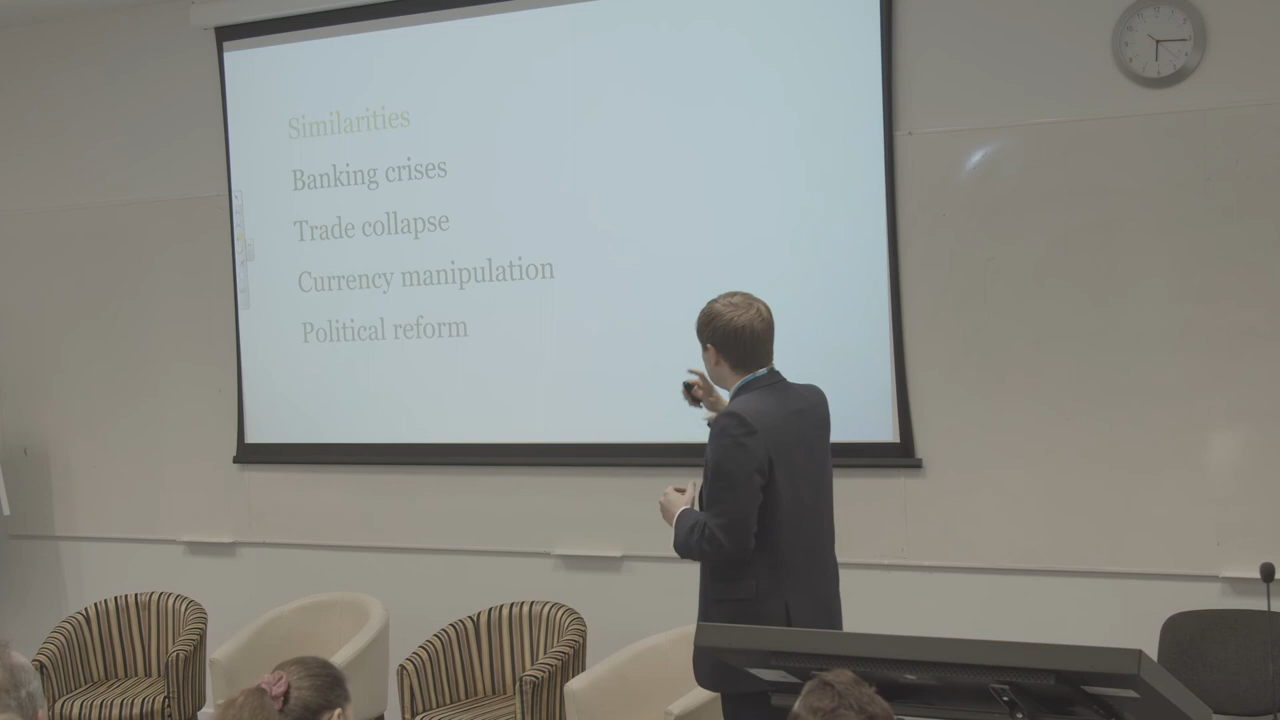 Similarities
Banking crises
Trade collapse
Currency manipulation
Political reform